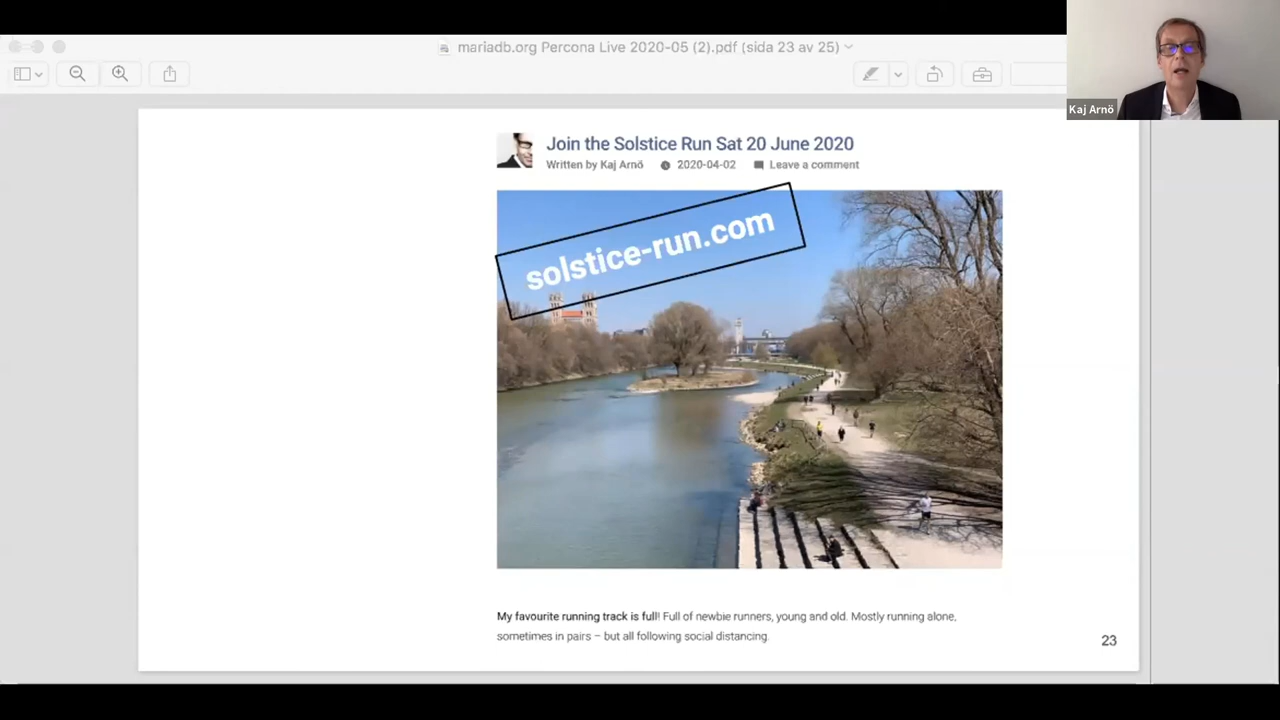 mariadb.org Percona Live 2020-05 (2).pdf (sida 23 av 25)
Kaj Arnö
Join the Solstice Run Sat 20 June 2020
Written by Kaj Arnö 2020-04-02 Leave a comment
solstice-run.com
My favourite running track is full! Full of newbie runners, young and old. Mostly running alone,
sometimes in pairs – but all following social distancing.
23